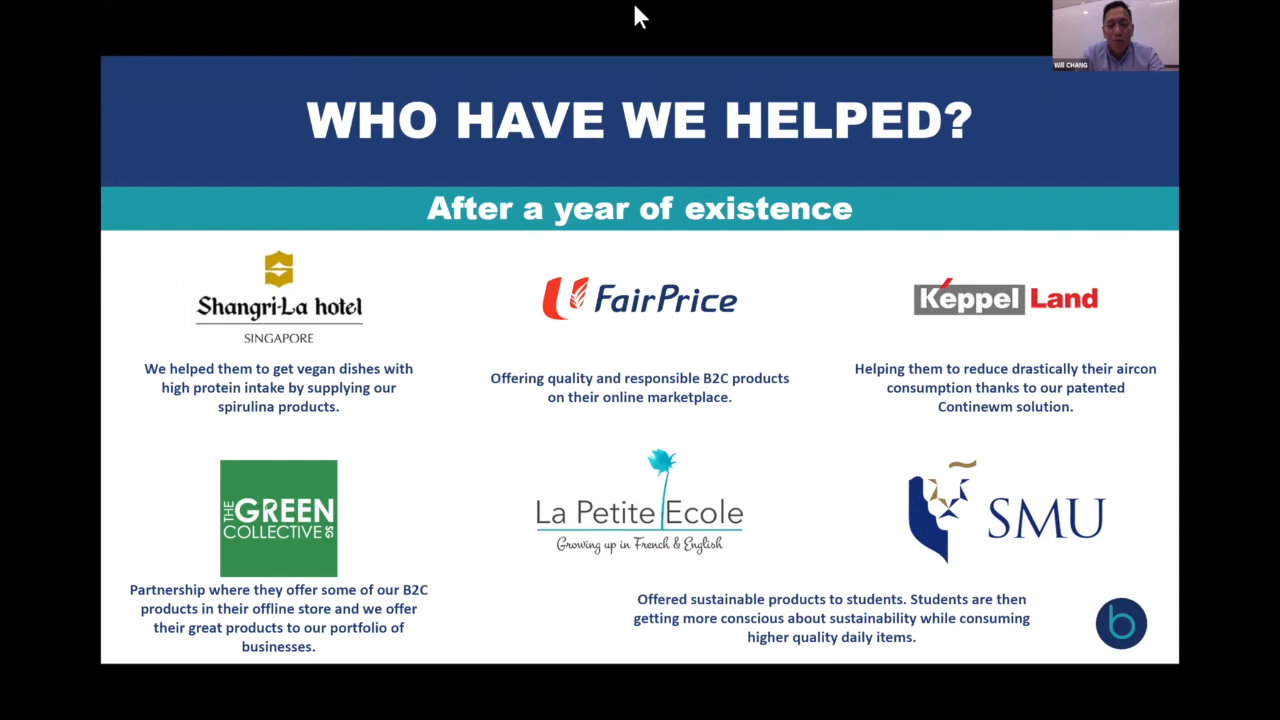 Will CHANG
WHO HAVE WE HELPED?
After a year of existence
Shangri-La hotel
SINGAPORE
We helped them to get vegan dishes with
high protein intake by supplying our
spirulina products.
FairPrice
Offering quality and responsible B2C products
on their online marketplace.
Keppel Land
Helping them to reduce drastically their aircon
consumption thanks to our patented
Continewm solution.
THE GREEN
COLLECTIVE SG
Partnership where they offer some of our B2C
products in their offline store and we offer
their great products to our portfolio of
businesses.
La Petite Ecole
Growing up in French & English
SMU
Offered sustainable products to students. Students are then
getting more conscious about sustainability while consuming
higher quality daily items.
b